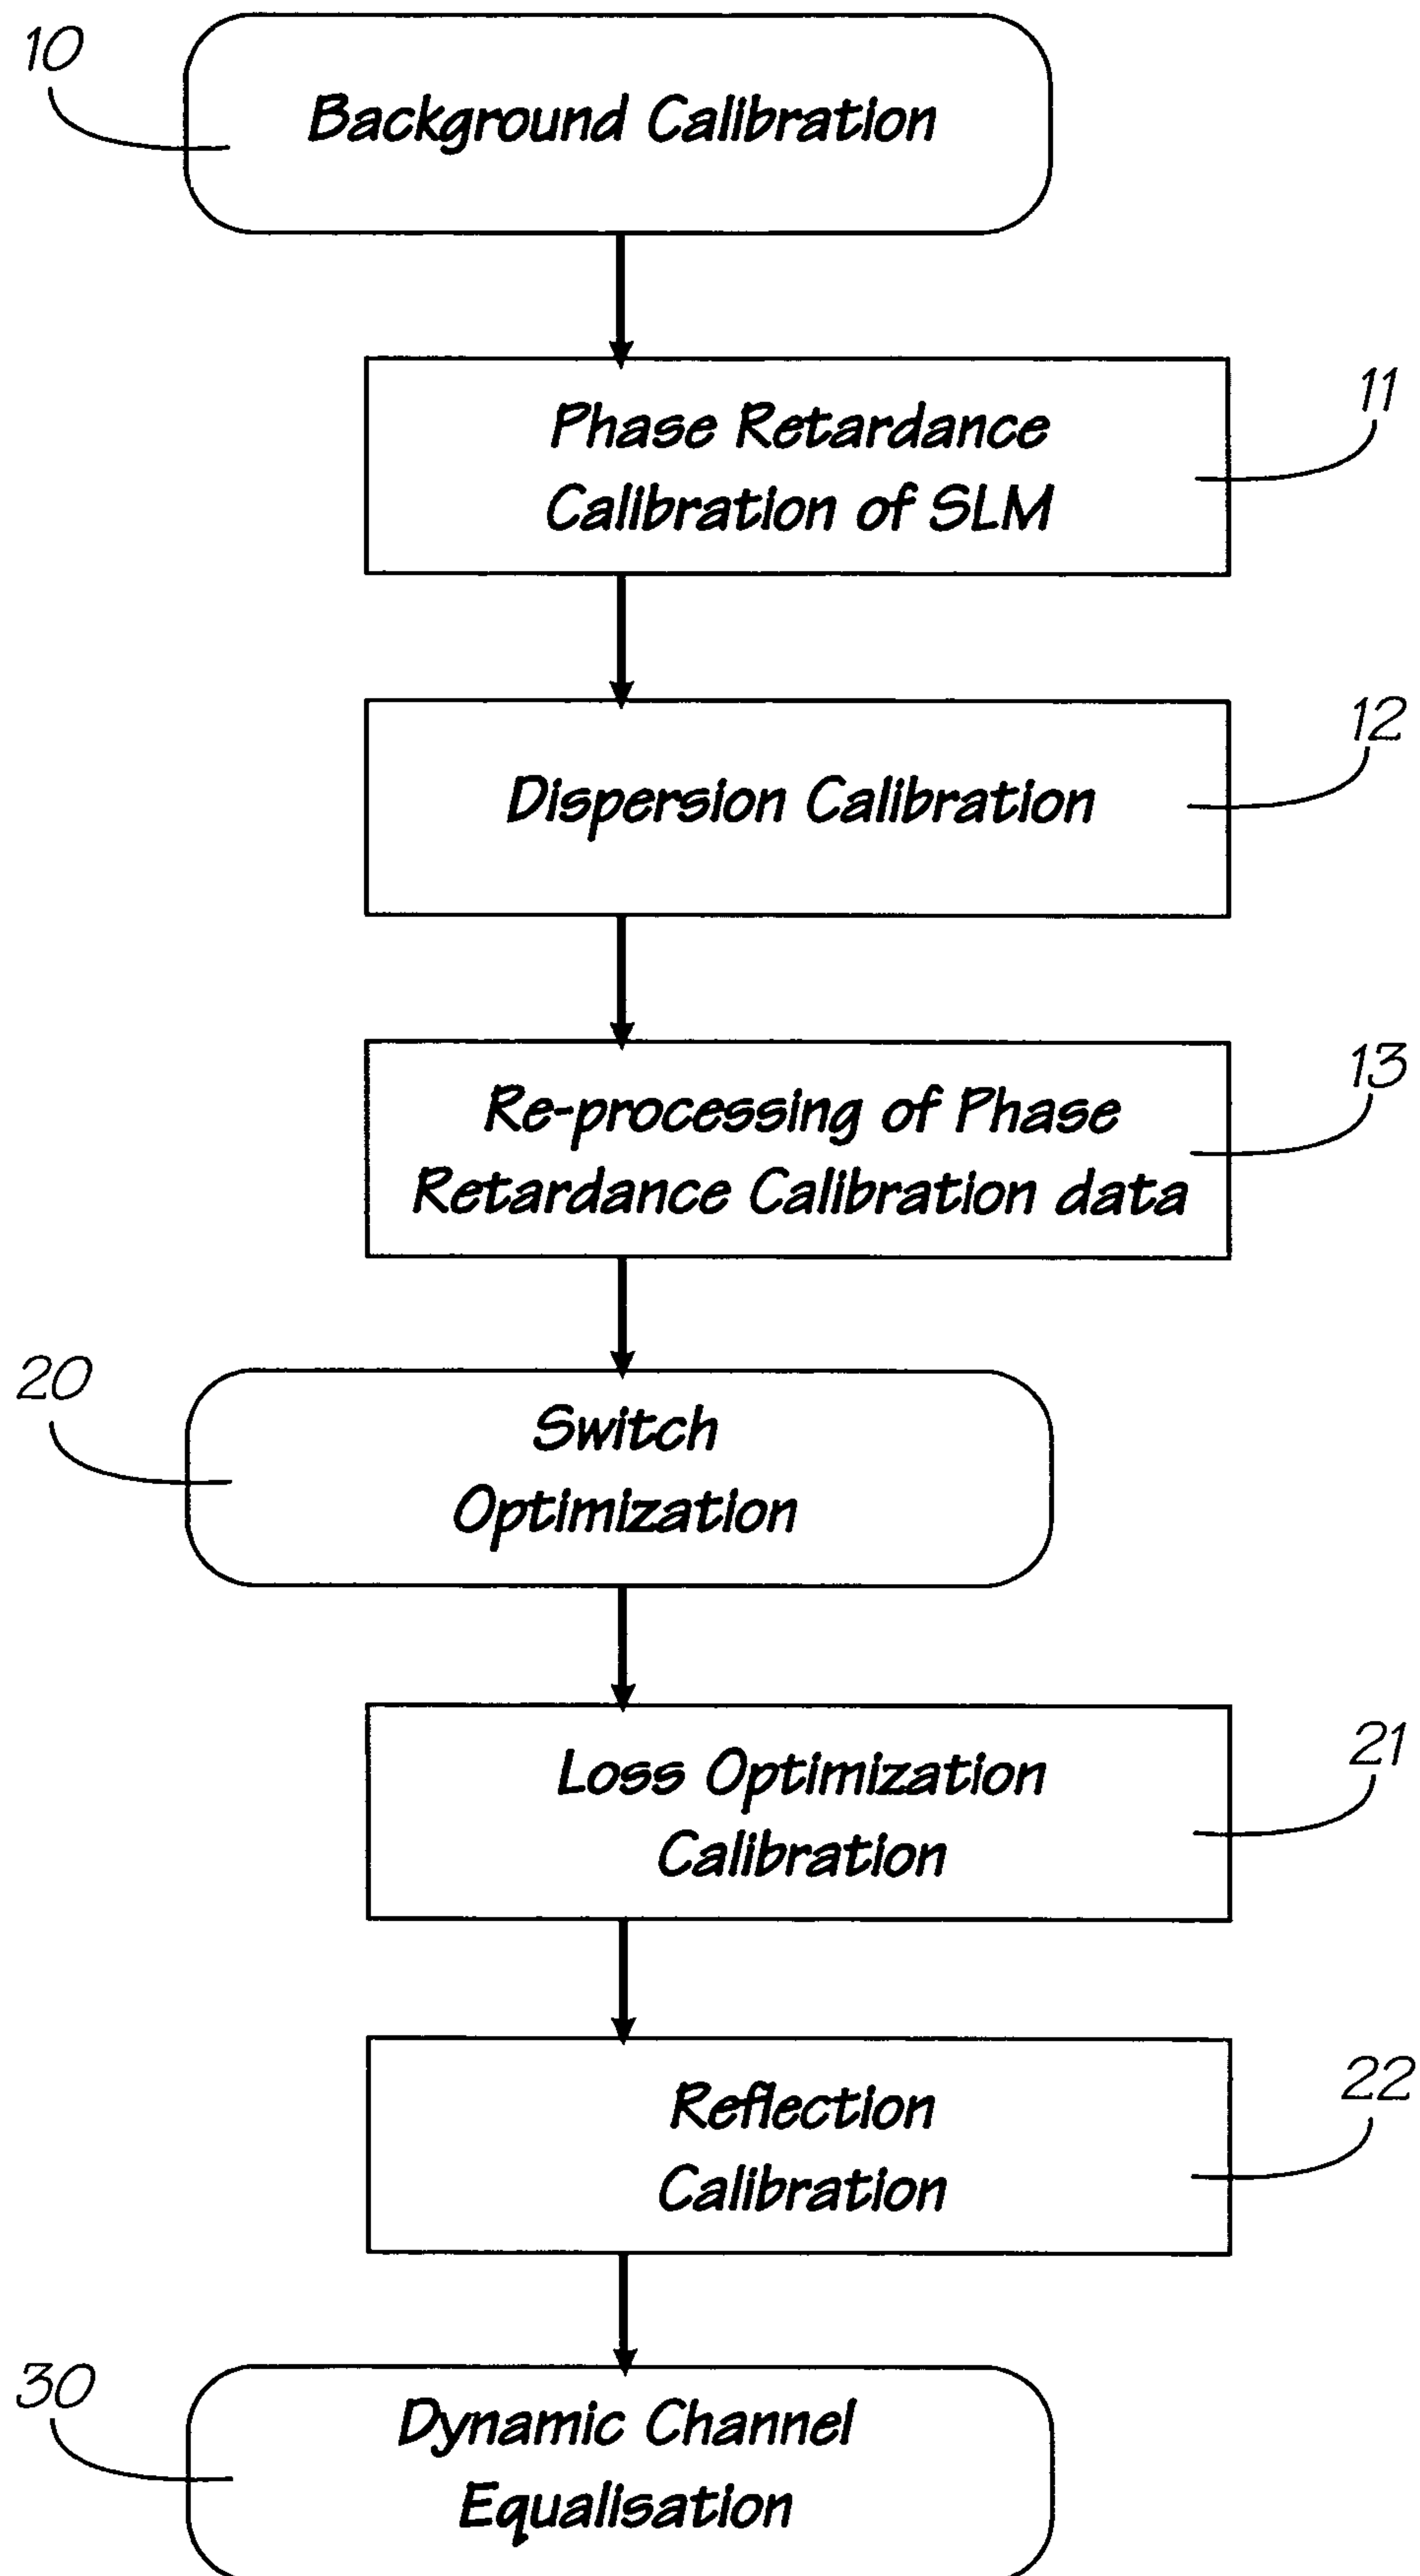 10
Background Calibration
11
Phase Retardance
Calibration of SLM
12
Dispersion Calibration
13
Re-processing of Phase
Retardance Calibration data
20
Switch
Optimization
21
Loss Optimization
Calibration
22
Reflection
Calibration
30
Dynamic Channel
Equalisation